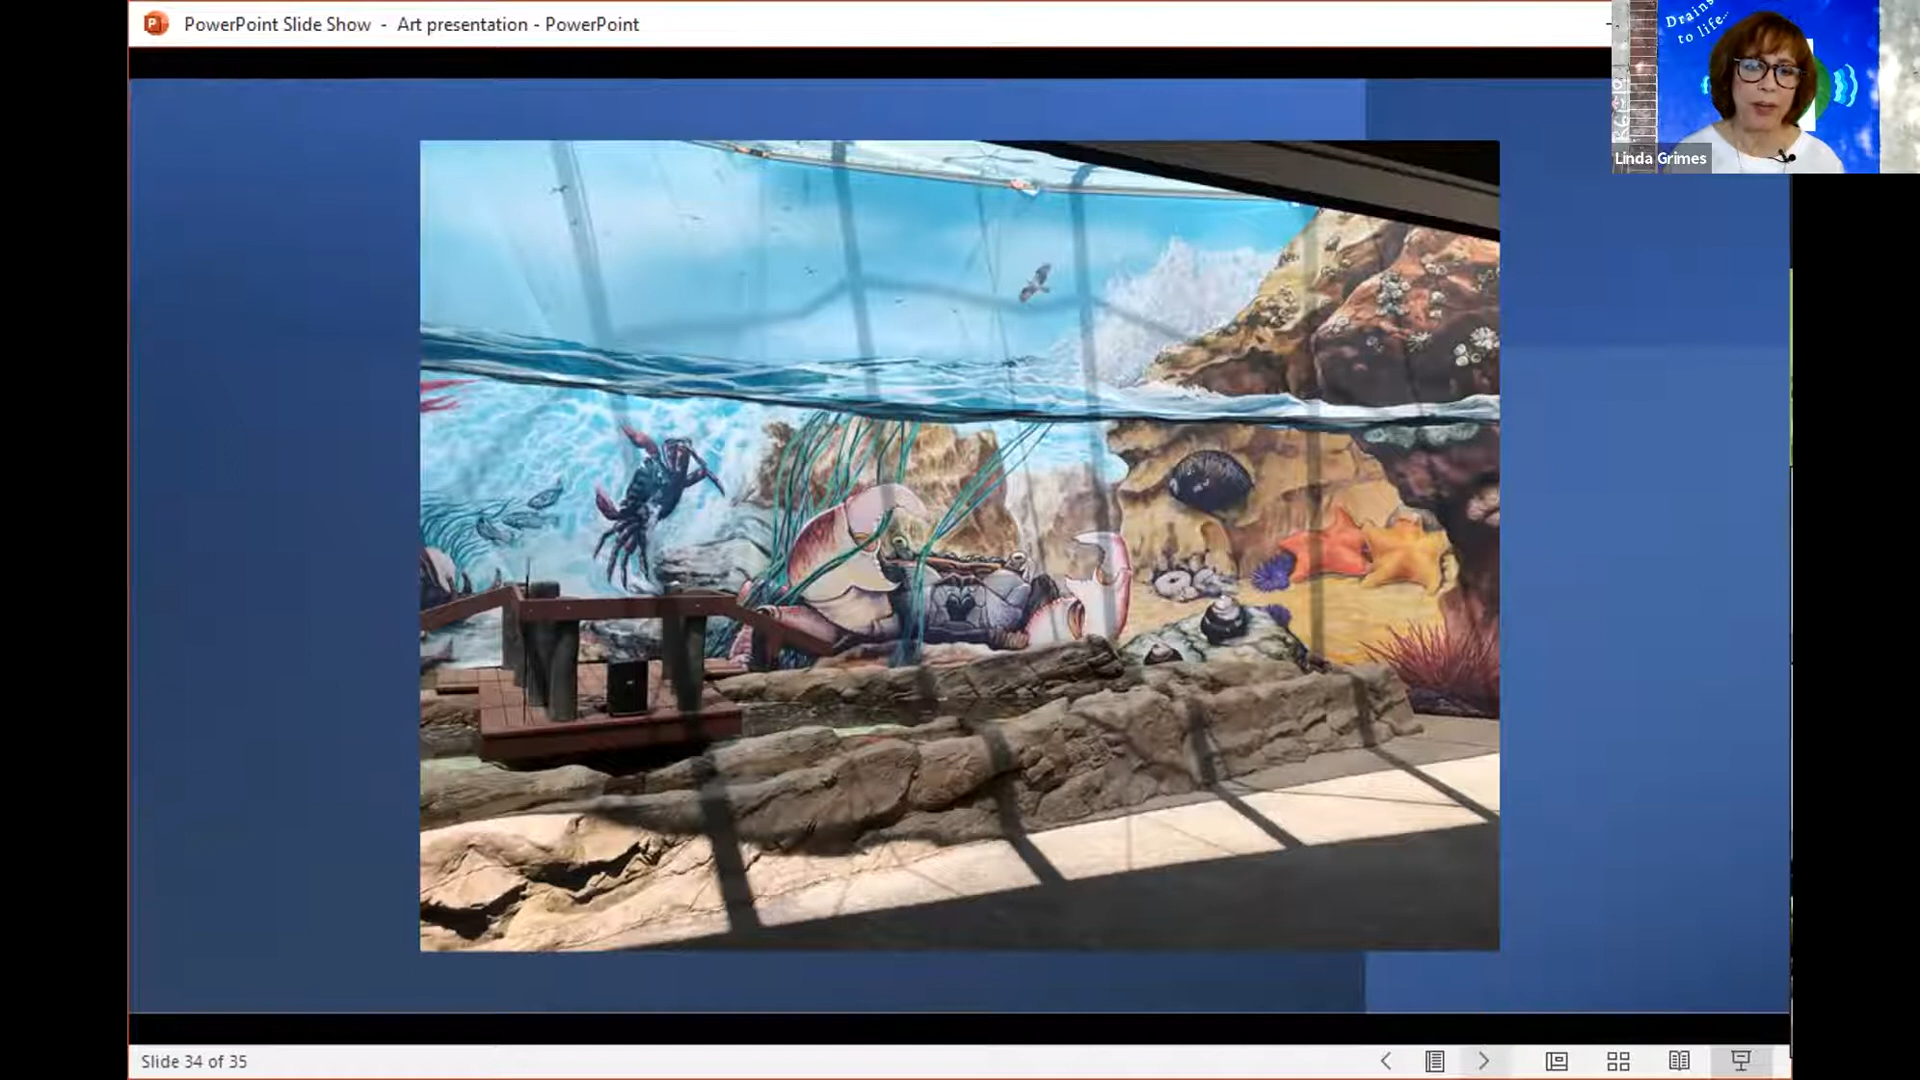 PowerPoint Slide Show - Art presentation - PowerPoint
Drains
to life...
Linda Grimes
Slide 34 of 35